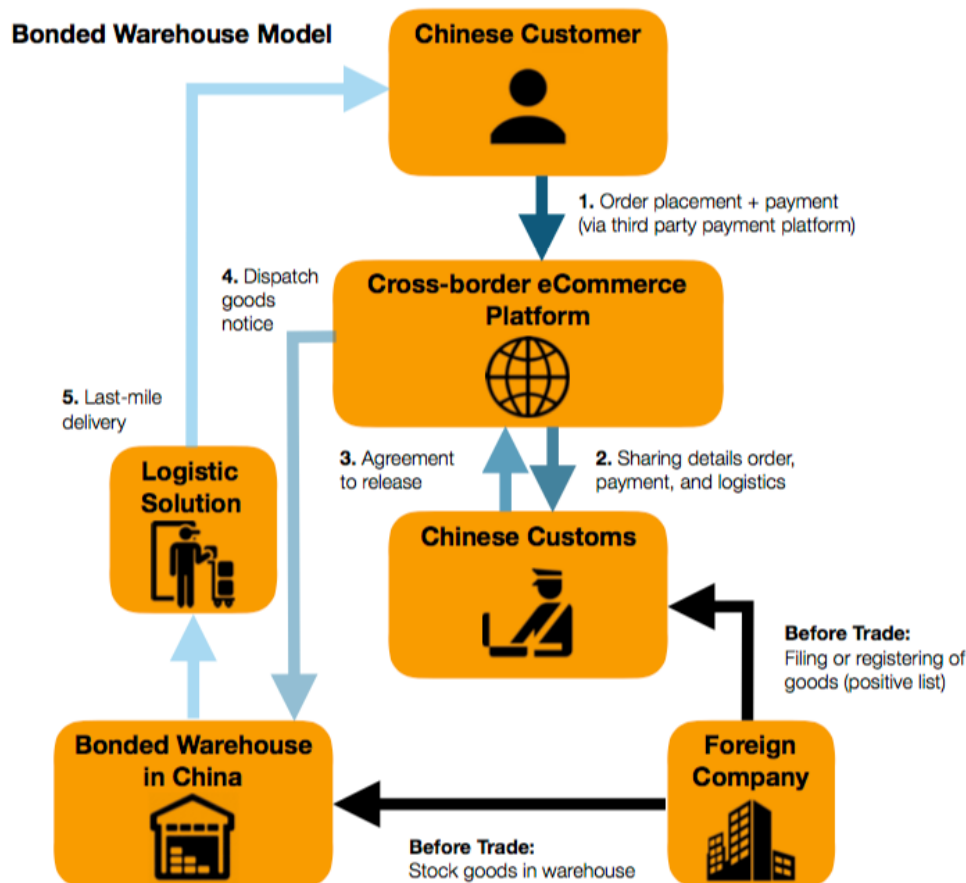 Bonded Warehouse Model
Chinese Customer
1. Order placement + payment
(via third party payment platform)
Cross-border eCommerce
Platform
4. Dispatch
goods
notice
5. Last-mile
delivery
3. Agreement
to release
2. Sharing details order,
payment, and logistics
Logistic
Solution
Chinese Customs
Before Trade:
Filing or registering of
goods (positive list)
Bonded Warehouse
in China
Foreign
Company
Before Trade:
Stock goods in warehouse